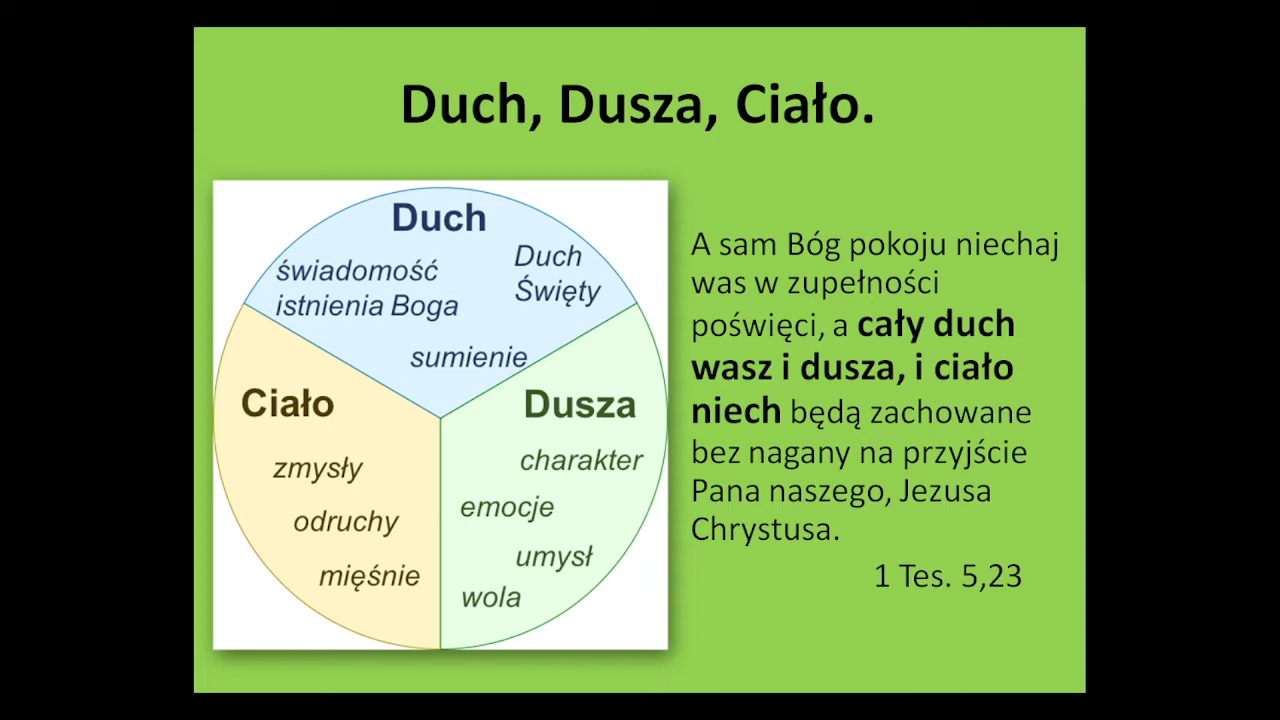 Duch, Dusza, Ciało.
Duch
świadomość
istnienia Boga
Duch
Święty
sumienie
Ciało
zmysły
odruchy
mięśnie
Dusza
charakter
emocje
umysł
wola
A sam Bóg pokoju niechaj
was w zupełności
poświęci, a cały duch
wasz i dusza, i ciało
niech będą zachowane
bez nagany na przyjście
Pana naszego, Jezusa
Chrystusa.
1 Tes. 5,23